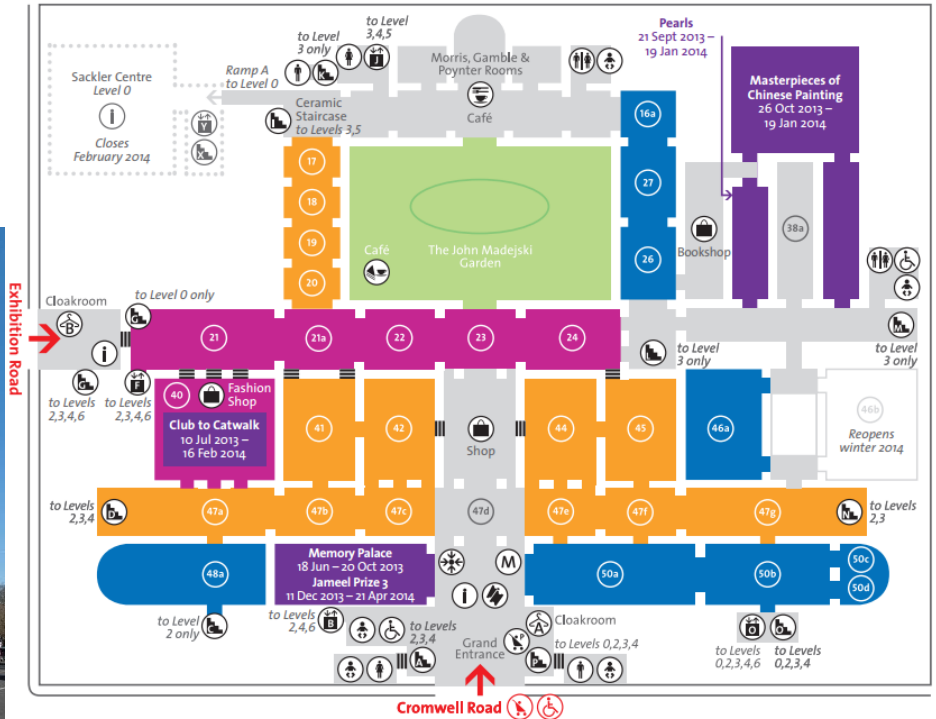 Pearls
21 Sept 2013 –
19 Jan 2014
to Level
3,4,5
to Level
3 only
J
Ramp A
to Level 0
Morris, Gamble &
Poynter Rooms
Café
Sackler Centre
Level 0
i
Closes
February 2014
Y
X
Ceramic
Staircase
to Levels 3,5
K
16a
Masterpieces of
Chinese Painting
26 Oct 2013 –
19 Jan 2014
17
18
19
20
27
26
Café
The John Madejski
Garden
Bookshop
38a
Exhibition Road
Cloakroom
B
i
to Level 0 only
G
21
21a
22
23
24
to Level
3 only
M
to Level
3 only
G
to Levels
2,3,4,6
F
to Levels
2,3,4,6
40
Fashion
Shop
Club to Catwalk
10 Jul 2013 –
16 Feb 2014
41
42
Shop
44
45
46a
46b
Reopens
winter 2014
to Levels
2,3,4
D
47a
47b
47c
47d
47e
47f
47g
N
to Levels
2,3
48a
Memory Palace
18 Jun – 20 Oct 2013
Jameel Prize 3
11 Dec 2013 – 21 Apr 2014
M
i
50a
50b
50c
50d
to Level
2 only
C
to Levels
2,4,6
B
to Levels
2,3,4
A
Grand
Entrance
P
A
Cloakroom
to Levels 0,2,3,4
P
O
to Levels
0,2,3,4,6
Q
to Levels
0,2,3,4
Cromwell Road